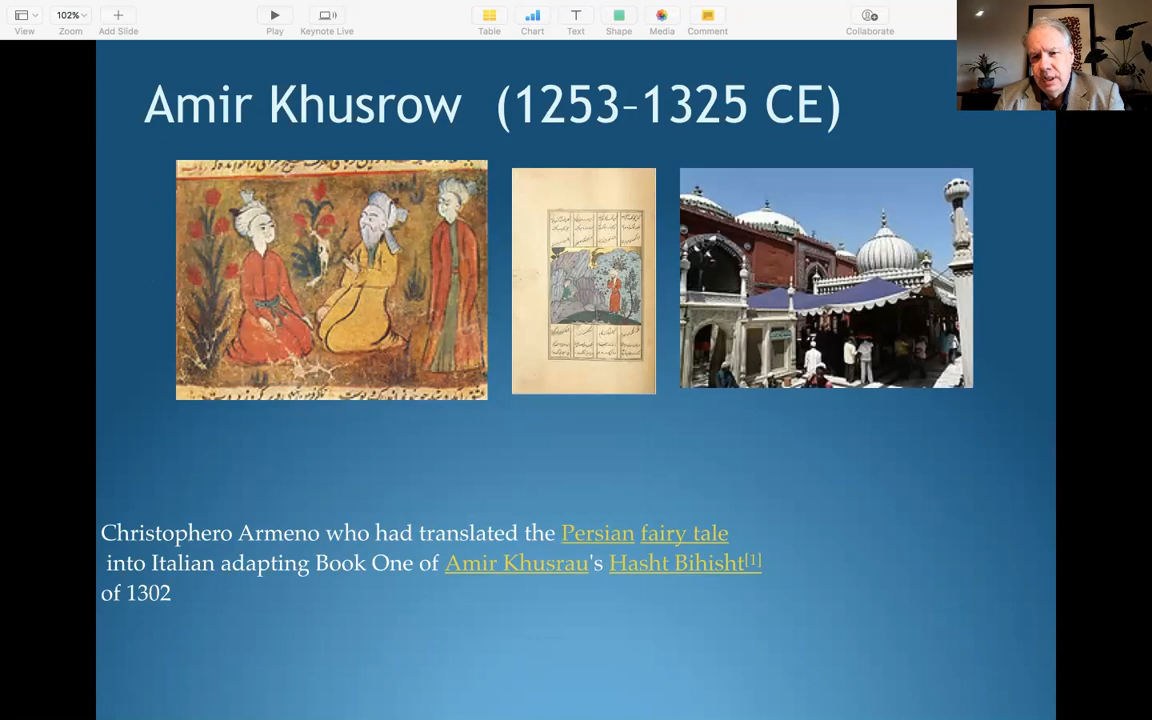 102%
View
Zoom
Add Slide
Play
Keynote Live
Table
Chart
Text
Shape
Media
Comment
Collaborate
Amir Khusrow (1253–1325 CE)
Christophero Armeno who had translated the Persian fairy tale
into Italian adapting Book One of Amir Khusrau's Hasht Bihisht[1]
of 1302